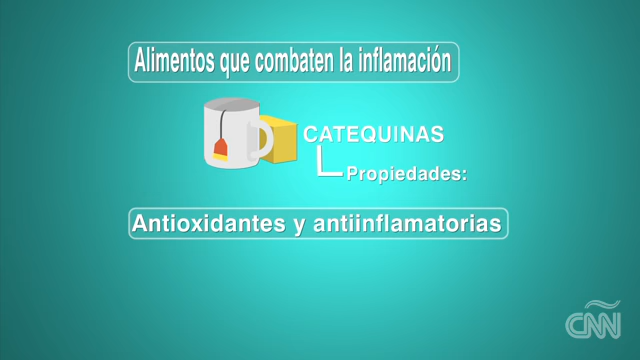 Alimentos que combaten la inflamación
CATEQUINAS
Propiedades:
Antioxidantes y antiinflamatorias
CNN